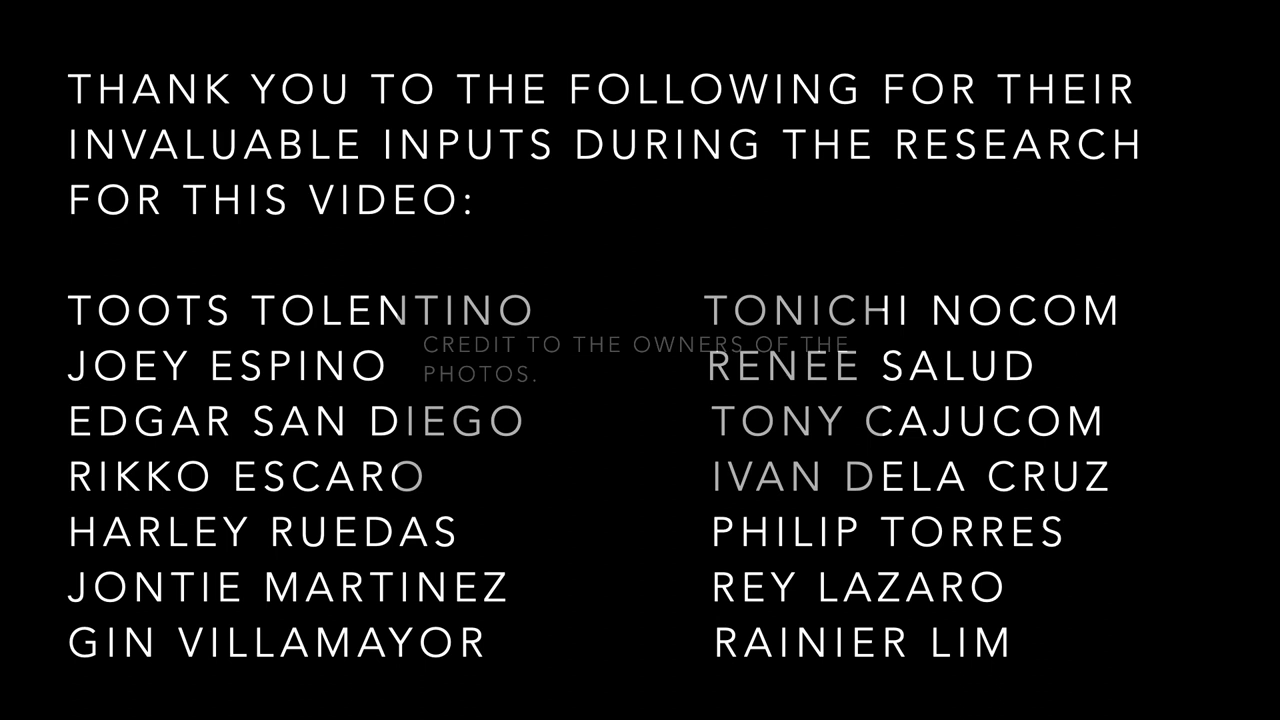 THANK YOU TO THE FOLLOWING FOR THEIR
INVALUABLE INPUTS DURING THE RESEARCH
FOR THIS VIDEO:
TOOTS TOLENTINO TONICHI NOCOM
CREDIT TO THE OWNERS OF THE
JOEY ESPINO RENEE SALUD
PHOTOS.
EDGAR SAN DIEGO TONY CAJUCOM
RIKKO ESCARO IVAN DELA CRUZ
HARLEY RUEDAS PHILIP TORRES
JONTIE MARTINEZ REY LAZARO
GIN VILLAMAYOR RAINIER LIM